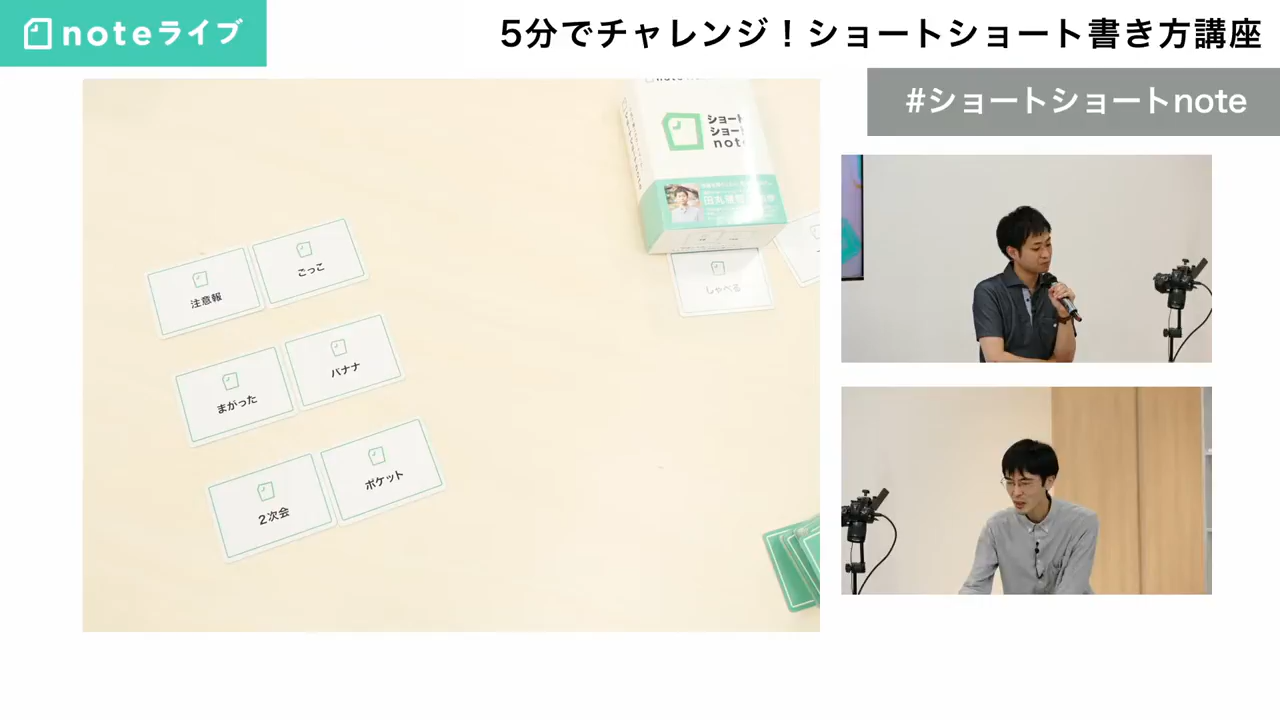 noteライブ
5分でチャレンジ！ショートショート書き方講座
#ショートショートnote
ショート
ショー
not
注意報
ごっこ
しゃべる
まがった
バナナ
2次会
ポケット